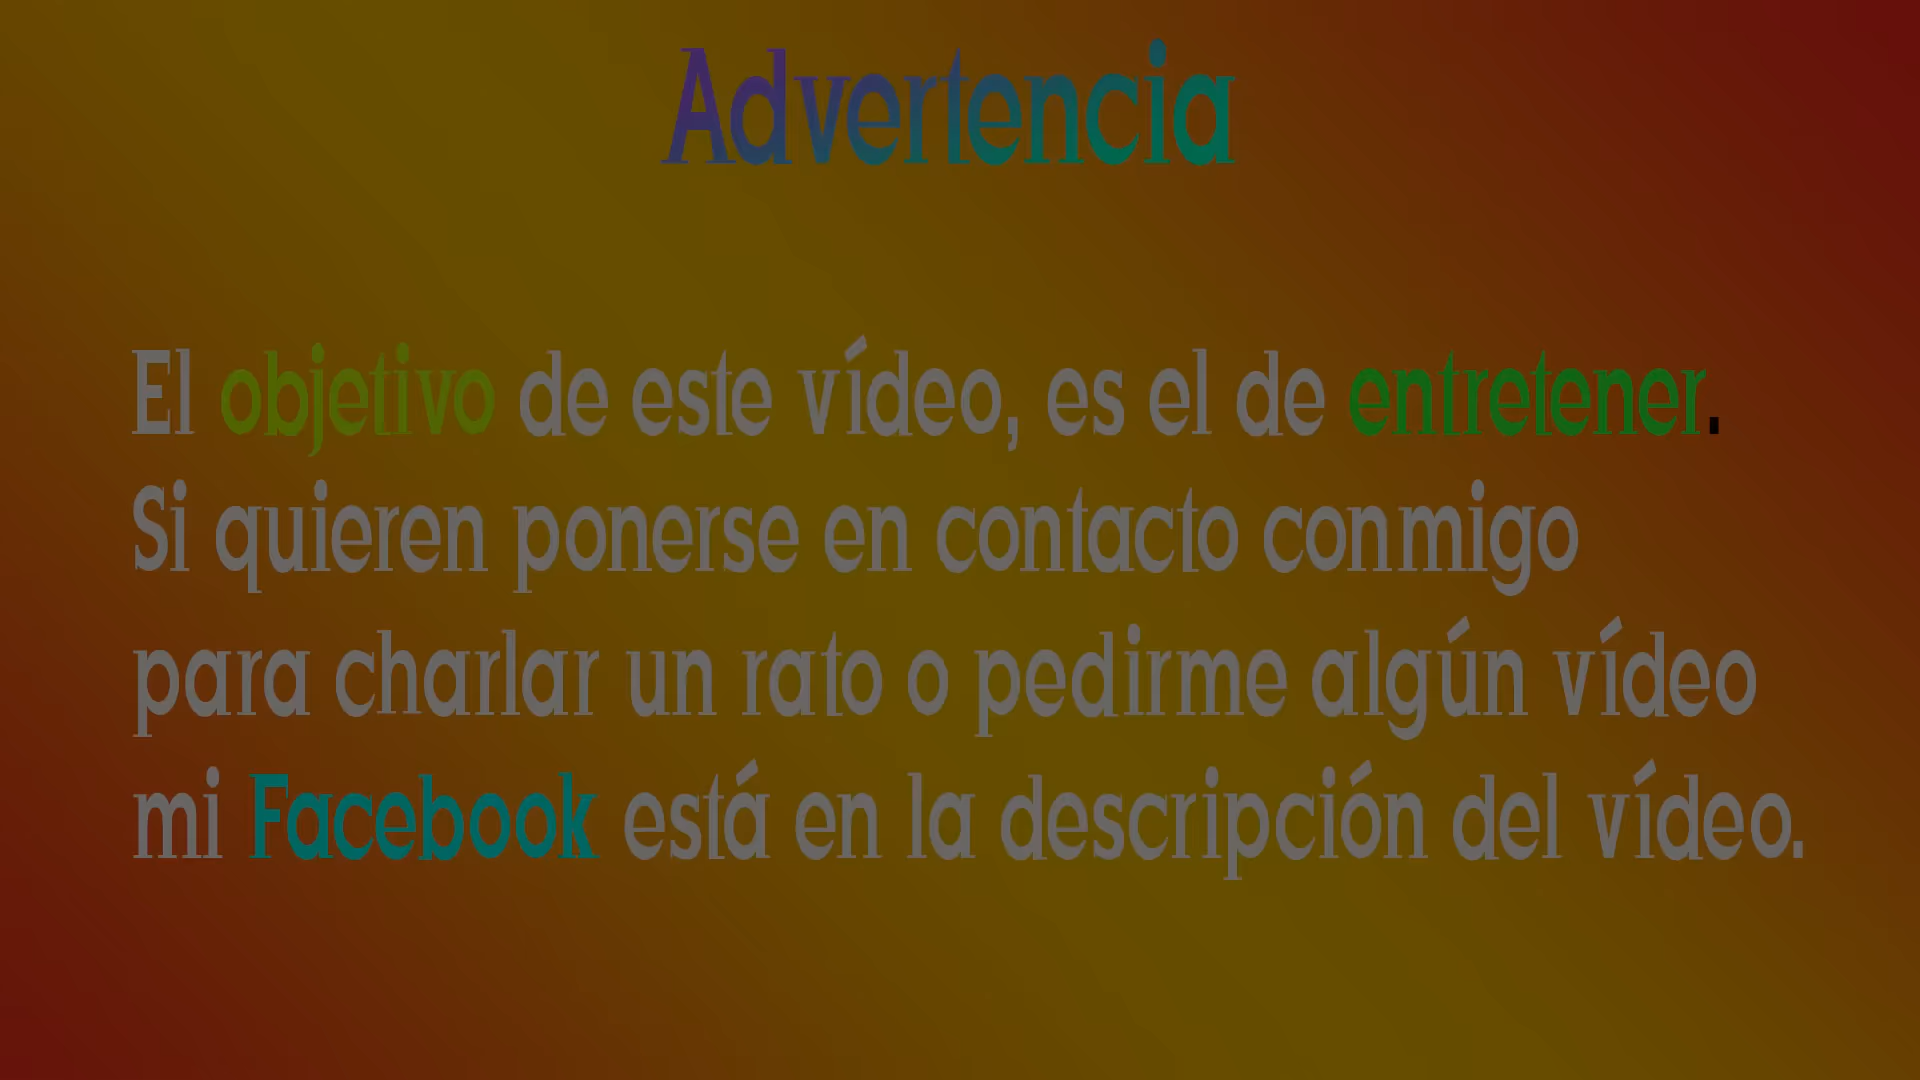 Advertencia
El objetivo de este vídeo, es el de entretener.
Si quieren ponerse en contacto conmigo
para charlar un rato o pedirme algún vídeo
mi Facebook está en la descripción del vídeo.